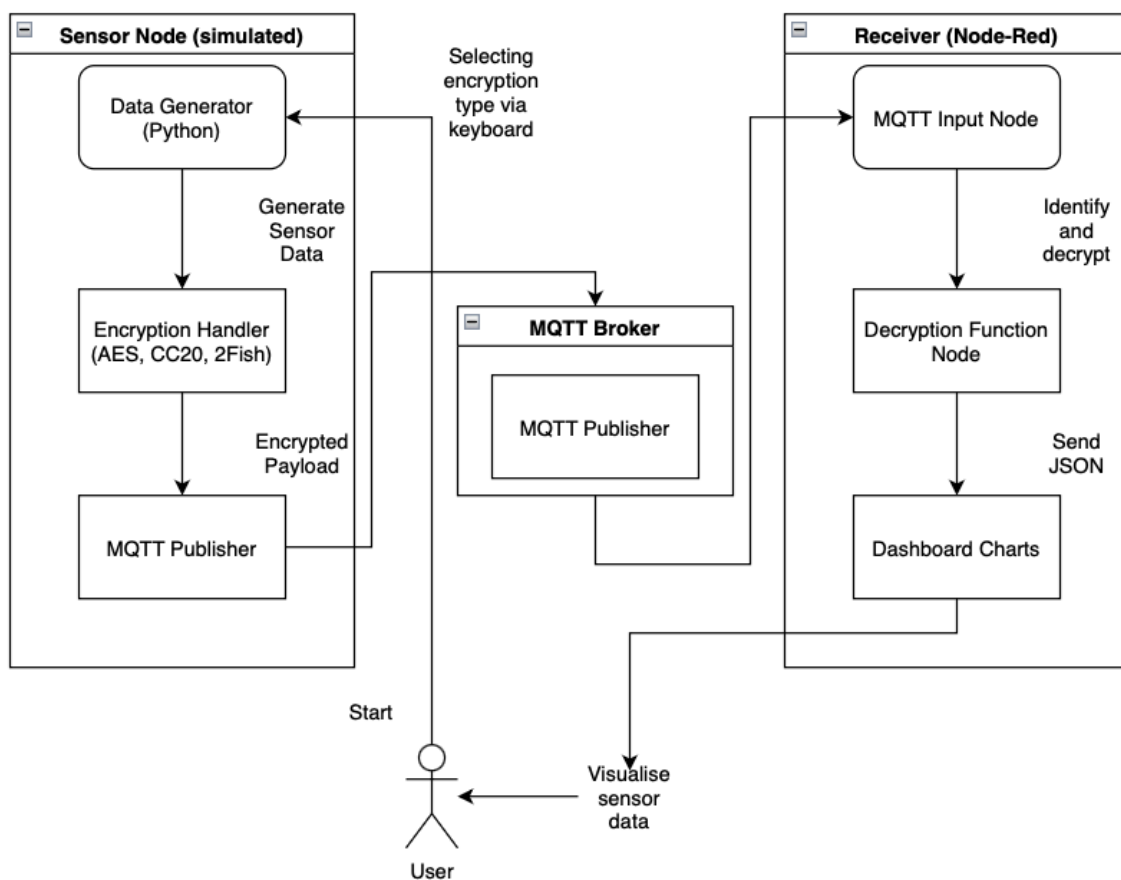 Sensor Node (simulated)
Data Generator
(Python)
Generate
Sensor
Data
Encryption Handler
(AES, CC20, 2Fish)
Encrypted
Payload
MQTT Publisher
Selecting
encryption
type via
keyboard
MQTT Broker
MQTT Publisher
Receiver (Node-Red)
MQTT Input Node
Identify
and
decrypt
Decryption Function
Node
Send
JSON
Dashboard Charts
Start
Visualise
sensor
data
User